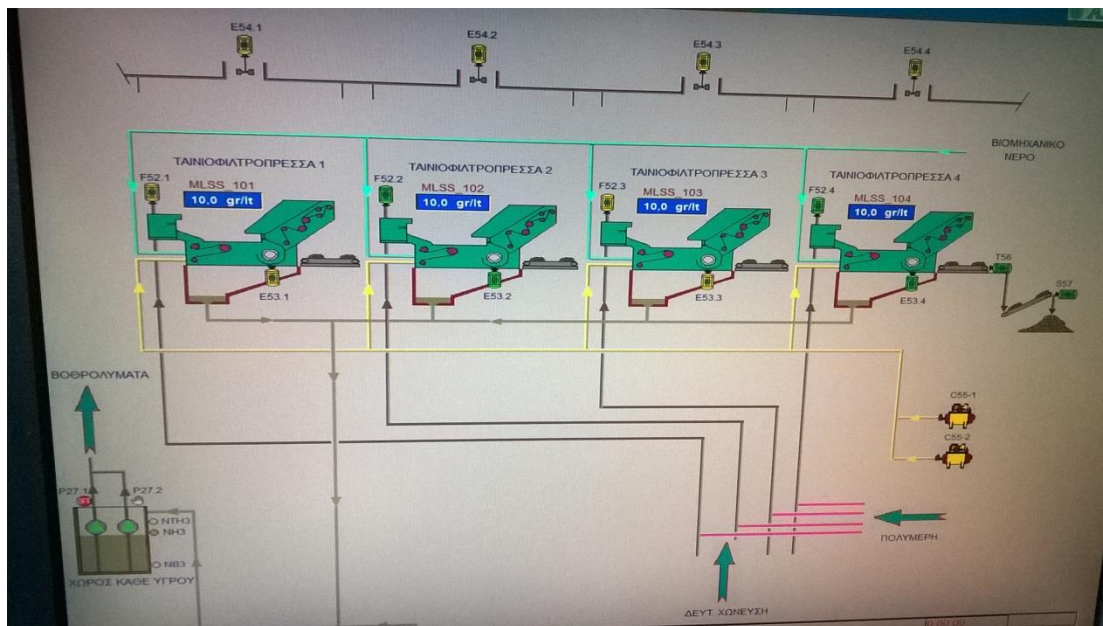 E54.1
E54.2
E54.3
E54.4
ΒΙΟΜΗΧΑΝΙΚΟ
ΝΕΡΟ
ΤΑΙΝΙΟΦΙΛΤΡΟΠΡΕΣΣΑ 1
ΤΑΙΝΙΟΦΙΛΤΡΟΠΡΕΣΣΑ 2
ΤΑΙΝΙΟΦΙΛΤΡΟΠΡΕΣΣΑ 3
ΤΑΙΝΙΟΦΙΛΤΡΟΠΡΕΣΣΑ 4
F52.1
MLSS_101
10,0 gr/lt
F52.2
MLSS_102
10,0 gr/lt
F52.3
MLSS_103
10,0 gr/lt
F52.4
MLSS_104
10,0 gr/lt
E53.1
E53.2
E53.3
E53.4
T56
S57
ΒΟΘΡΟΛΥΜΑΤΑ
C55-1
C55-2
P27.1
P27.2
NTH3
NH3
NB3
ΧΩΡΟΣ ΚΑΘΕ ΥΓΡΟΥ
ΠΟΛΥΜΕΡΗ
ΔΕΥΤ. ΧΩΝΕΥΣΗ